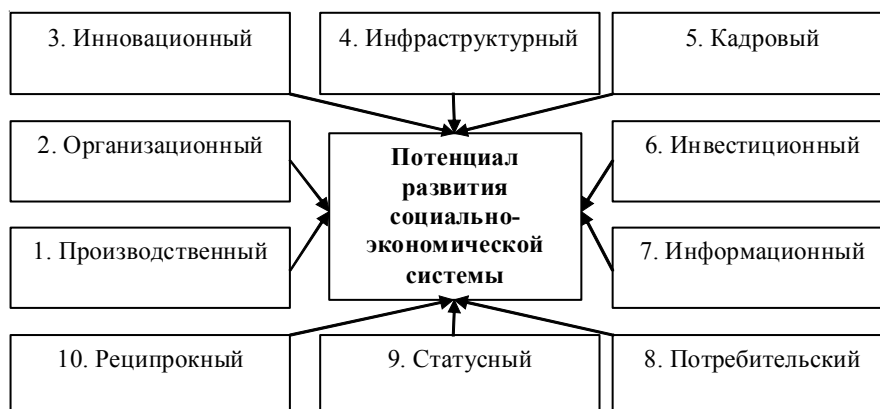 3. Инновационный
4. Инфраструктурный
5. Кадровый
2. Организационный
Потенциал
развития
социально-
экономической
системы
6. Инвестиционный
1. Производственный
7. Информационный
10. Реципрокный
9. Статусный
8. Потребительский